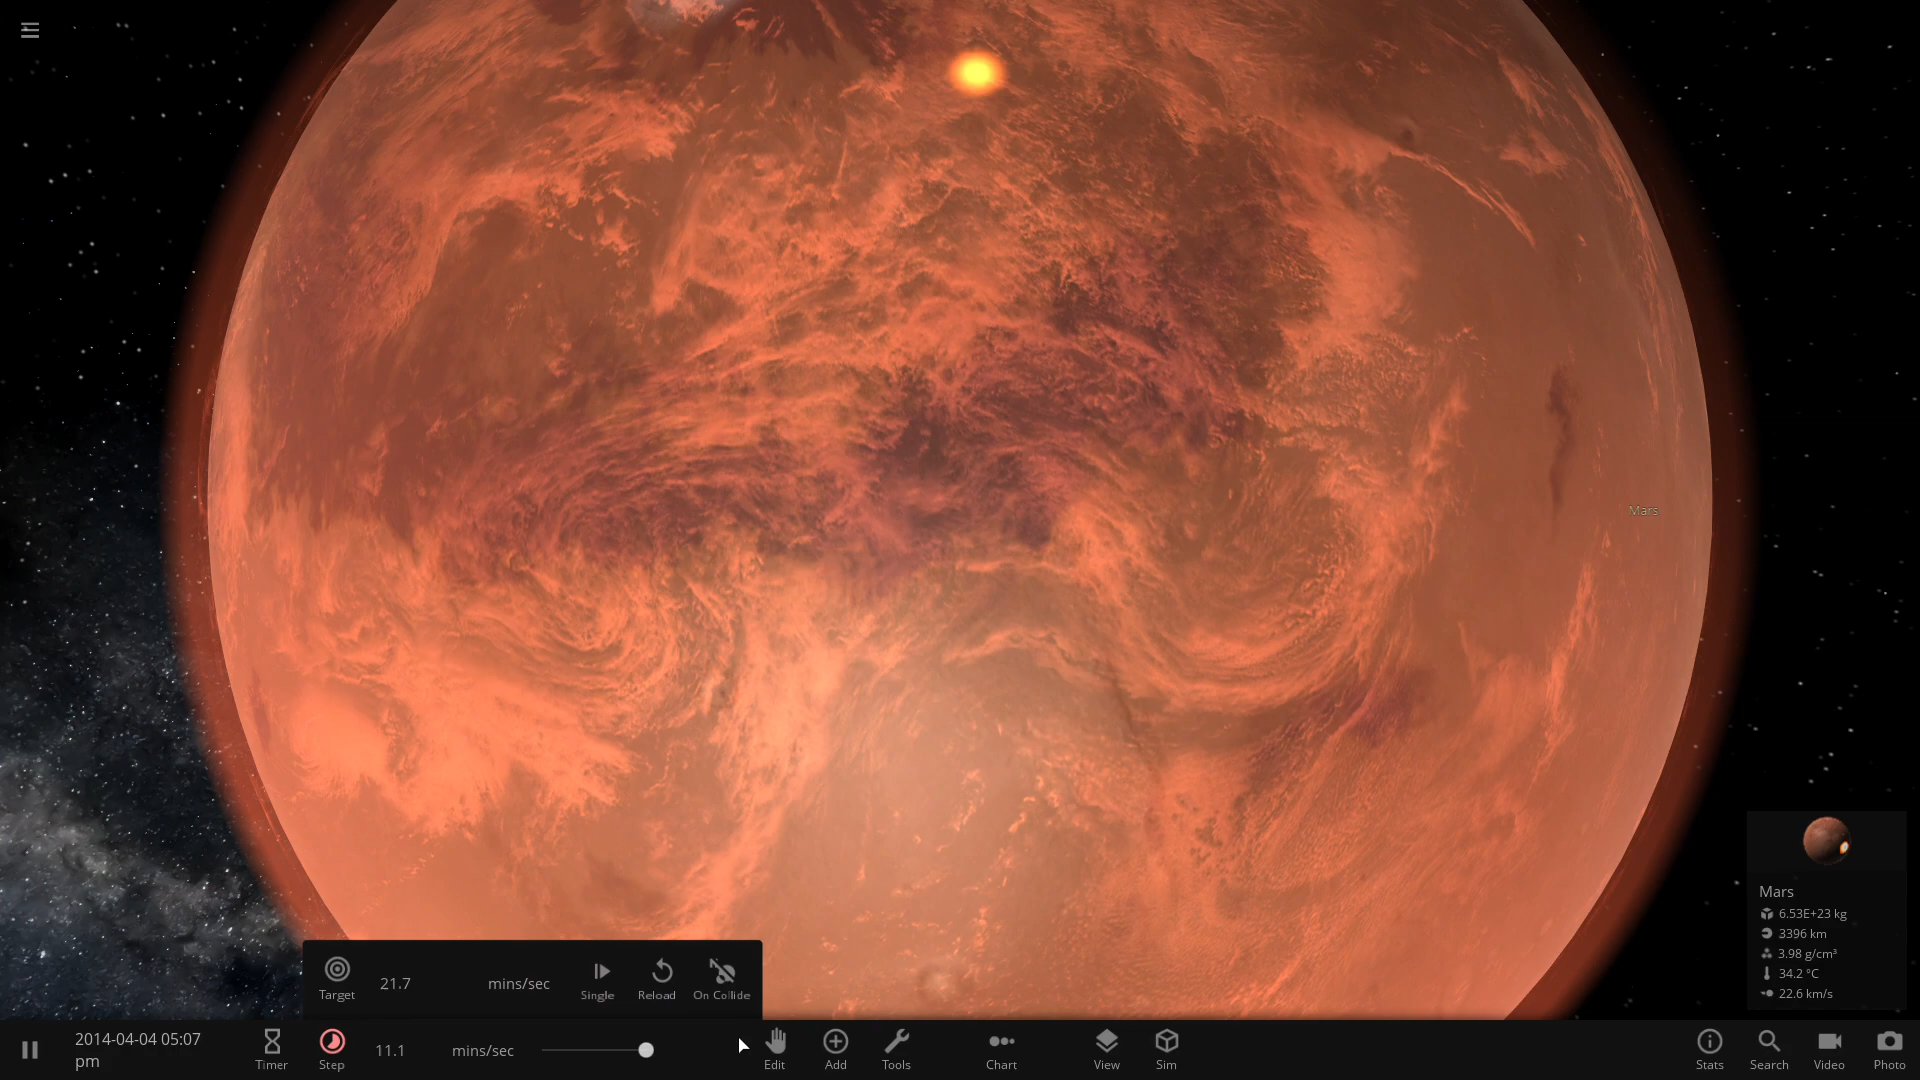 Mars
Mars
6.53E+23 kg
3396 km
3.98 g/cm³
34.2 °C
22.6 km/s
Target
21.7
mins/sec
Single
Reload
On Collide
2014-04-04 05:07
pm
Timer
Step
11.1
mins/sec
Edit
Add
Tools
Chart
View
Sim
Stats
Search
Video
Photo